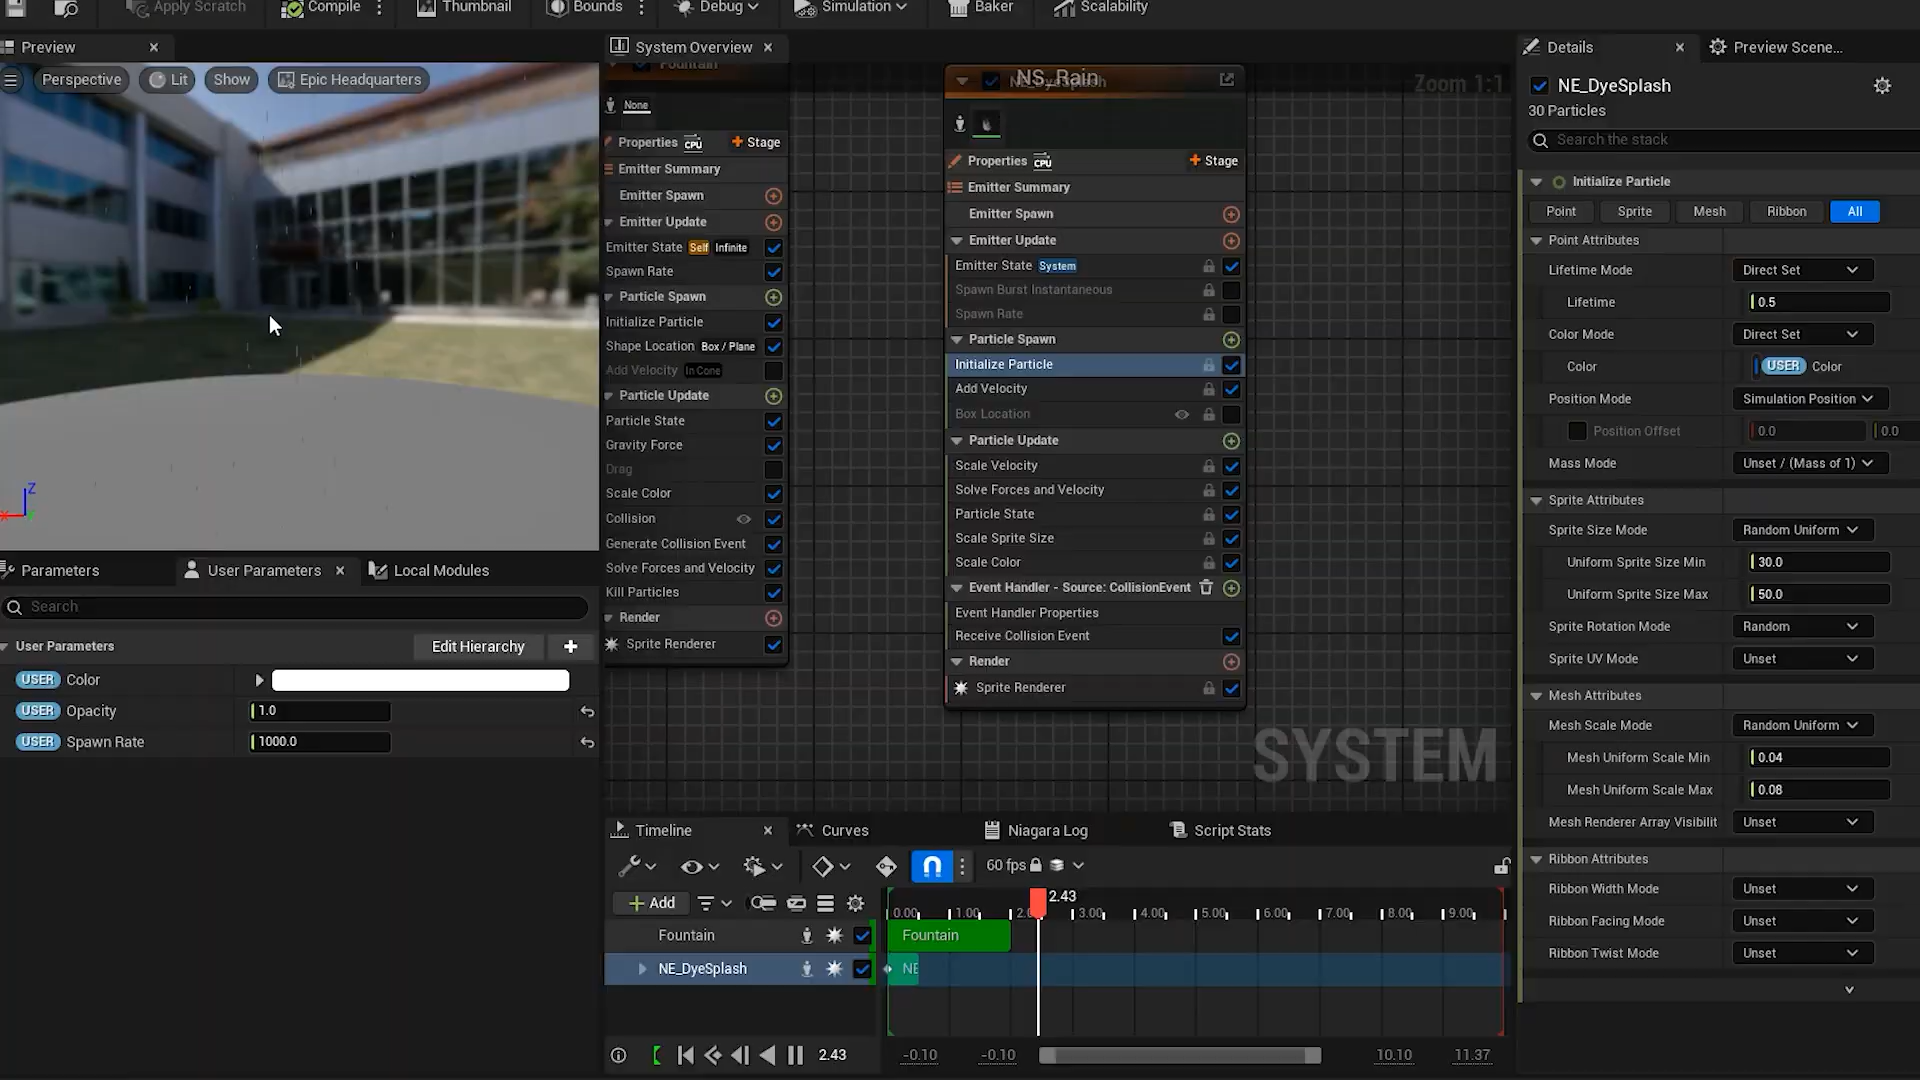 Apply Scratch
Compile
Thumbnail
Bounds
Debug
Simulation
Baker
Scalability
Preview
Perspective
Lit
Show
Epic Headquarters
Z
X
Parameters
User Parameters
Local Modules
Search
User Parameters
Edit Hierarchy
USER Color
USER Opacity 1.0
USER Spawn Rate 1000.0
System Overview
NS_Rain
Zoom 1:1
Fountain
None
Properties CPU Stage
Emitter Summary
Emitter Spawn
Emitter Update
Emitter State Self Infinite
Spawn Rate
Particle Spawn
Initialize Particle
Shape Location Box / Plane
Add Velocity In Cone
Particle Update
Particle State
Gravity Force
Drag
Scale Color
Collision
Generate Collision Event
Solve Forces and Velocity
Kill Particles
Render
Sprite Renderer
NE_DyeSplash
Properties CPU Stage
Emitter Summary
Emitter Spawn
Emitter Update
Emitter State System
Spawn Burst Instantaneous
Spawn Rate
Particle Spawn
Initialize Particle
Add Velocity
Box Location
Particle Update
Scale Velocity
Solve Forces and Velocity
Particle State
Scale Sprite Size
Scale Color
Event Handler - Source: CollisionEvent
Event Handler Properties
Receive Collision Event
Render
Sprite Renderer
SYSTEM
Timeline
Curves
Niagara Log
Script Stats
60 fps
Add
2.43
0.00 1.00 2.0 3.00 4.00 5.00 6.00 7.00 8.00 9.00
Fountain
Fountain
NE_DyeSplash
NE
2.43
-0.10
-0.10
10.10
11.37
Details
Preview Scene...
NE_DyeSplash
30 Particles
Search the stack
Initialize Particle
Point
Sprite
Mesh
Ribbon
All
Point Attributes
Lifetime Mode Direct Set
Lifetime 0.5
Color Mode Direct Set
Color USER Color
Position Mode Simulation Position
Position Offset 0.0 0.0
Mass Mode Unset / (Mass of 1)
Sprite Attributes
Sprite Size Mode Random Uniform
Uniform Sprite Size Min 30.0
Uniform Sprite Size Max 50.0
Sprite Rotation Mode Random
Sprite UV Mode Unset
Mesh Attributes
Mesh Scale Mode Random Uniform
Mesh Uniform Scale Min 0.04
Mesh Uniform Scale Max 0.08
Mesh Renderer Array Visibilit Unset
Ribbon Attributes
Ribbon Width Mode Unset
Ribbon Facing Mode Unset
Ribbon Twist Mode Unset